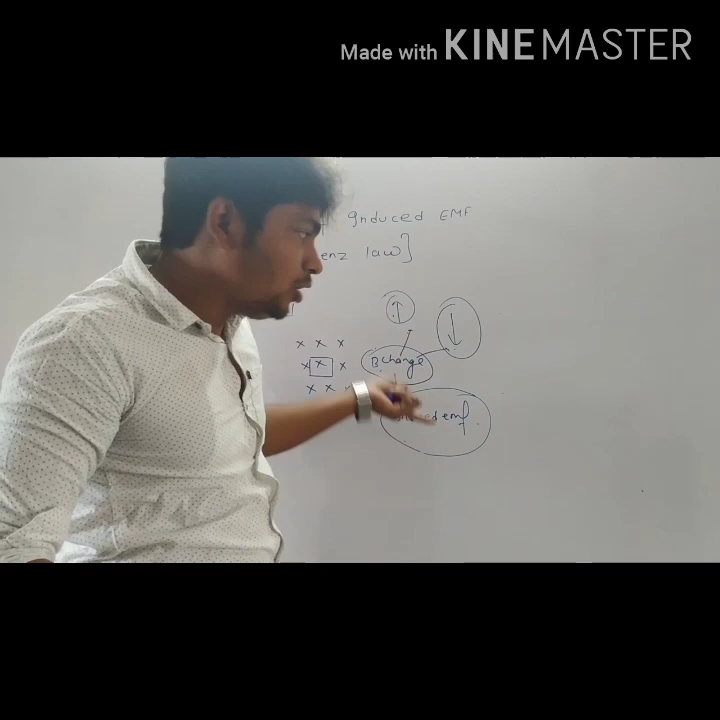 Made with KINEMASTER
Induced EMF
enz law]
↑
↓
x x x
B change
x x x
x x
emf